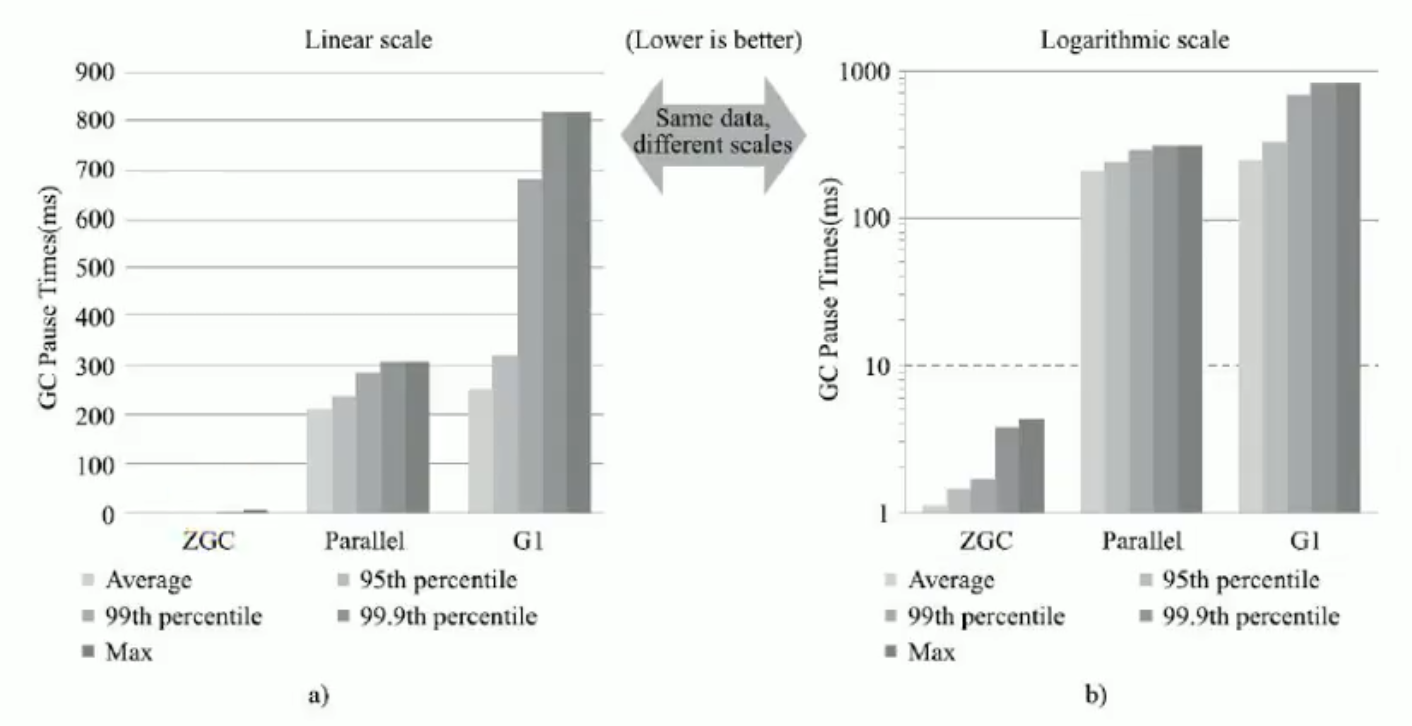 Linear scale
(Lower is better)
Logarithmic scale
900
800
700
600
500
400
300
200
100
0
GC Pause Times(ms)
ZGC
Parallel
G1
Average
95th percentile
99th percentile
99.9th percentile
Max
a)
Same data,
different scales
1000
100
10
1
GC Pause Times(ms)
ZGC
Parallel
G1
Average
95th percentile
99th percentile
99.9th percentile
Max
b)